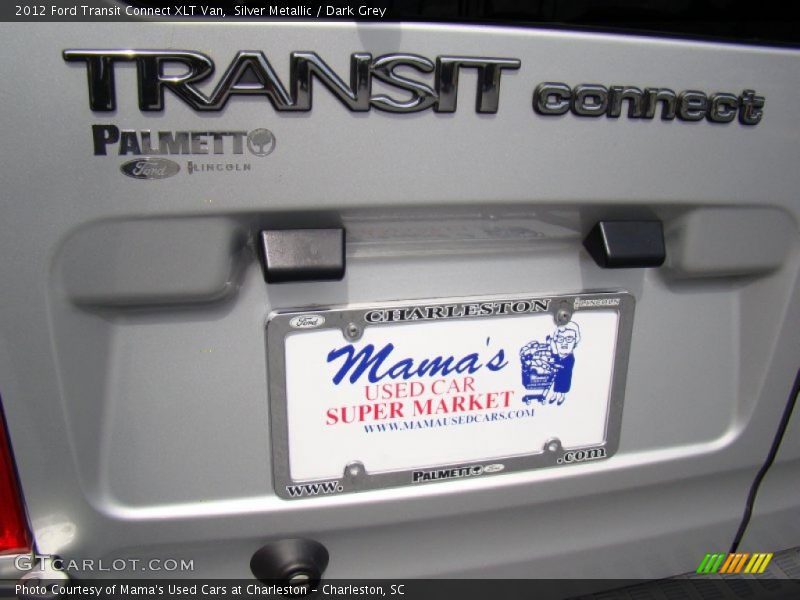 2012 Ford Transit Connect XLT Van, Silver Metallic / Dark Grey
TRANSIT connect
PALMETTO
Ford LINCOLN
Ford CHARLESTON LINCOLN
Mama's
USED CAR
SUPER MARKET
WWW.MAMAUSEDCARS.COM
www. PALMETTO Ford .com
GTCARLOT.COM
Photo Courtesy of Mama's Used Cars at Charleston – Charleston, SC